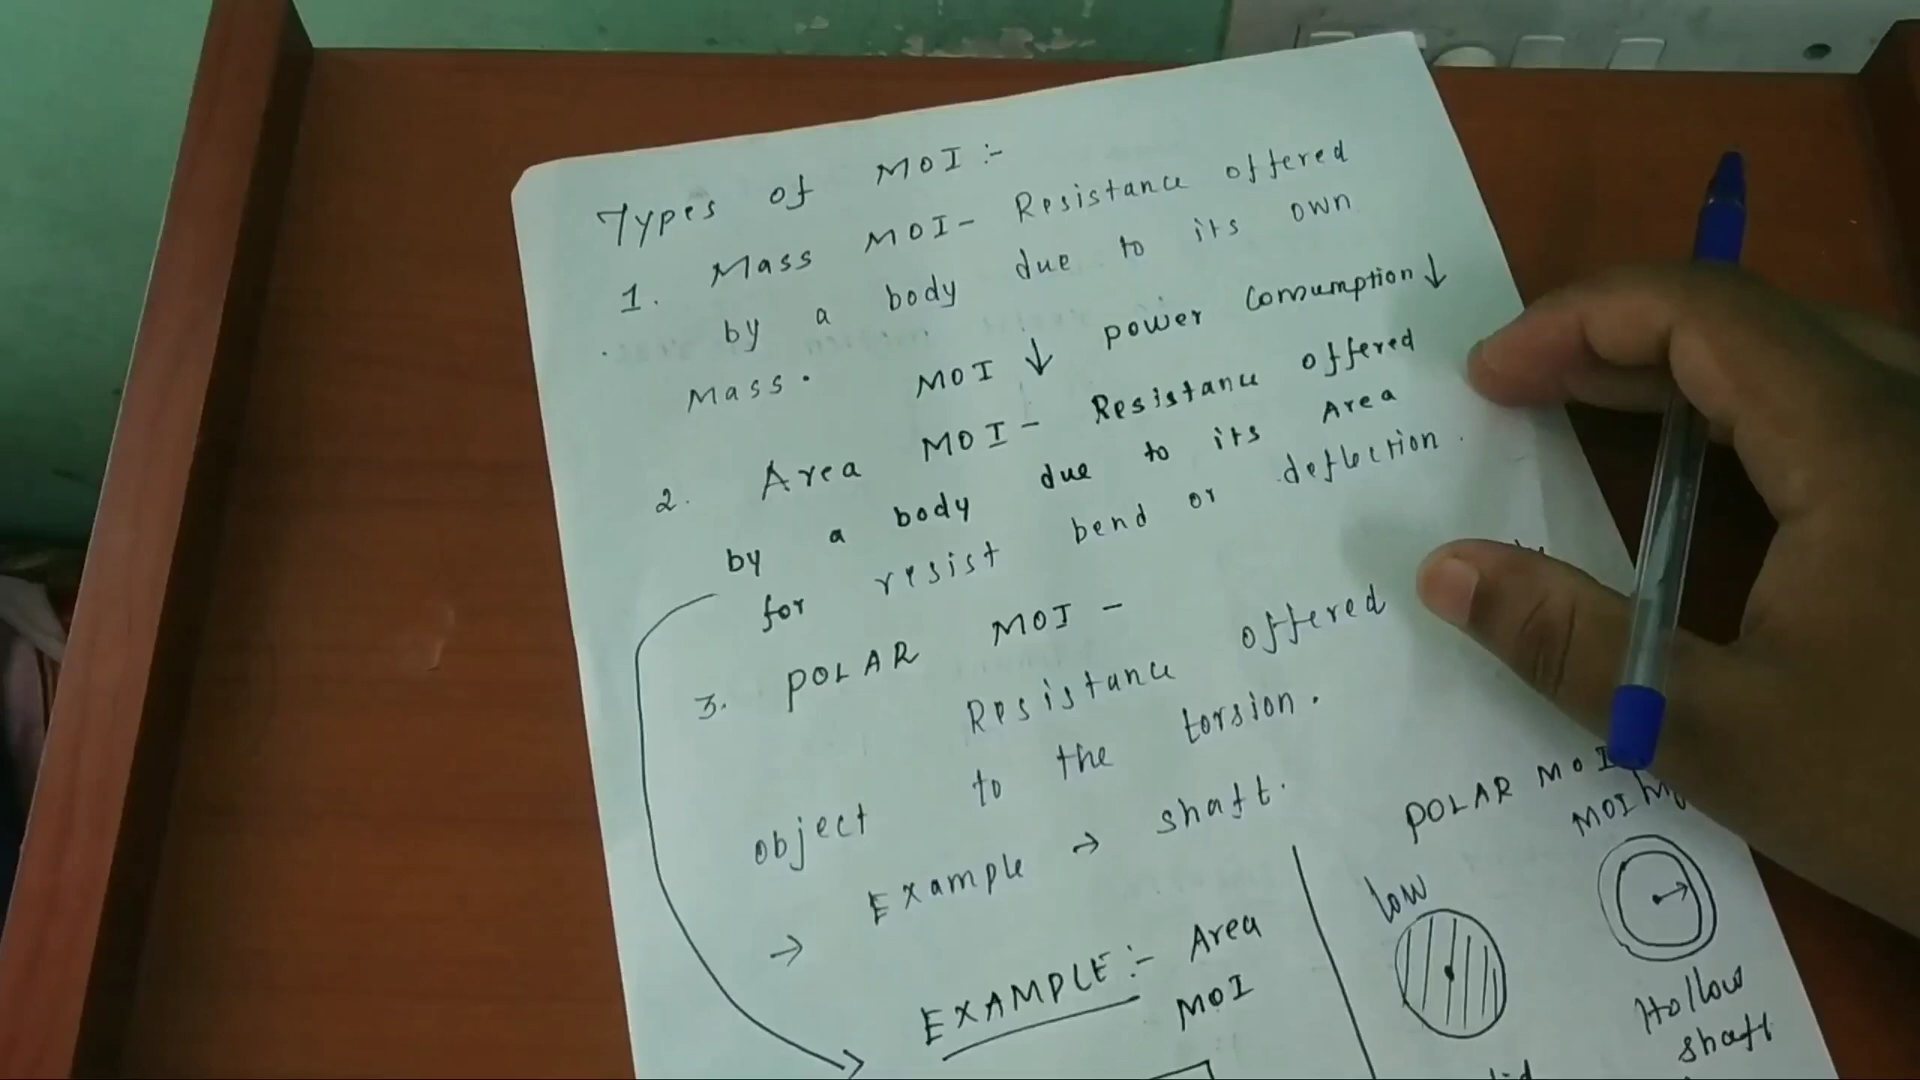 Types of MOI :-
1. Mass MOI - Resistance offered
by a body due to its own
Mass. MOI ↓ power consumption ↓
2. Area MOI - Resistance offered
by a body due to its Area
for resist bend or deflection.
3. POLAR MOI -
Resistance offered
object to the torsion.
→ Example → shaft.
EXAMPLE :- Area
MOI
POLAR MOI
MOI
low
Hollow
shaft